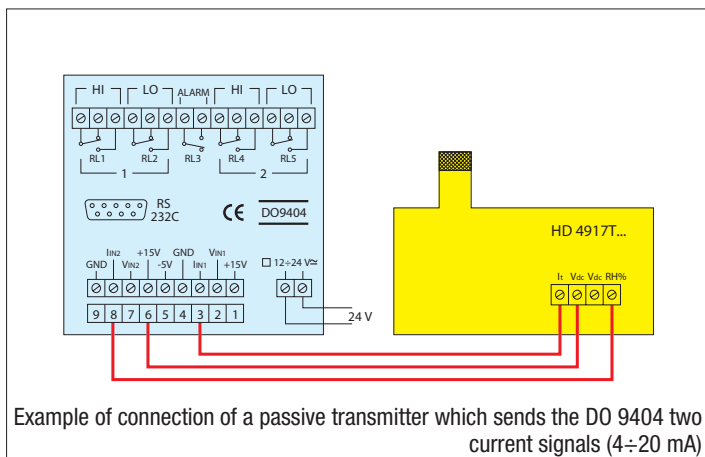 HI LO ALARM HI LO
RL1 RL2 RL3 RL4 RL5
1 2
RS
232C
CE DO9404
HD 4917T...
IIN2 +15V GND VIN1
GND VIN2 -5V IIN1 +15V
12÷24 V≃
It Vdc Vdc RH%
9 8 7 6 5 4 3 2 1
24 V
Example of connection of a passive transmitter which sends the DO 9404 two
current signals (4÷20 mA)